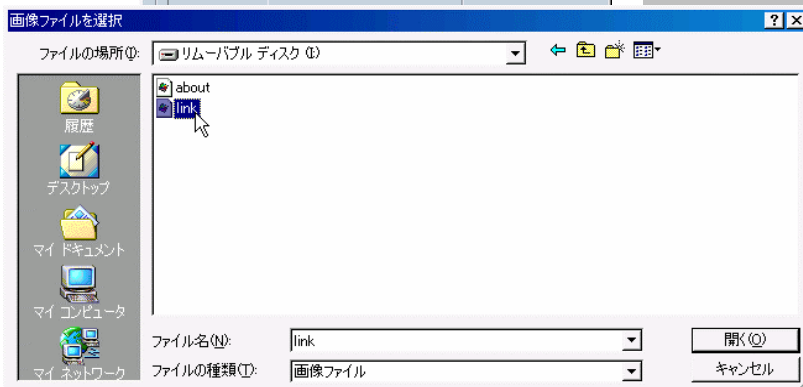 画像ファイルを選択
ファイルの場所(I): リムーバブル ディスク (E:)
about
link
履歴
デスクトップ
マイ ドキュメント
マイ コンピュータ
マイ ネットワーク
ファイル名(N): link 開く(O)
ファイルの種類(T): 画像ファイル キャンセル